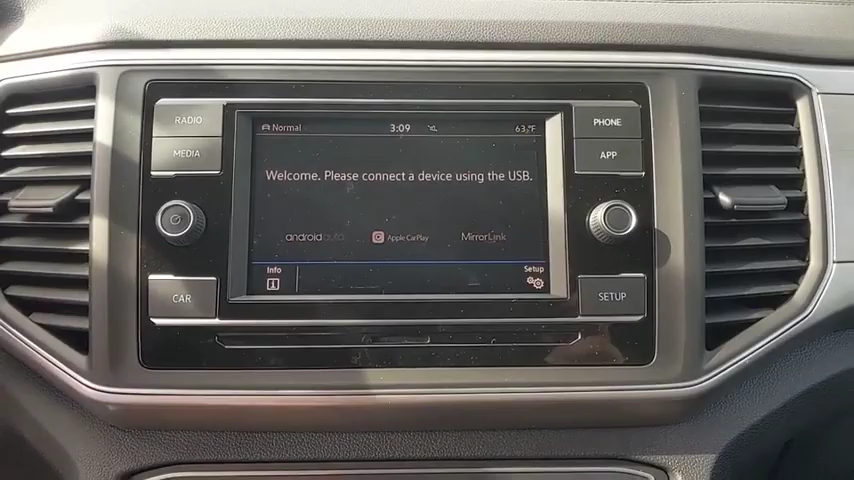 RADIO
MEDIA
CAR
Normal
3:09
63°F
Welcome. Please connect a device using the USB.
androidauto
Apple CarPlay
MirrorLink
Info
Setup
PHONE
APP
SETUP